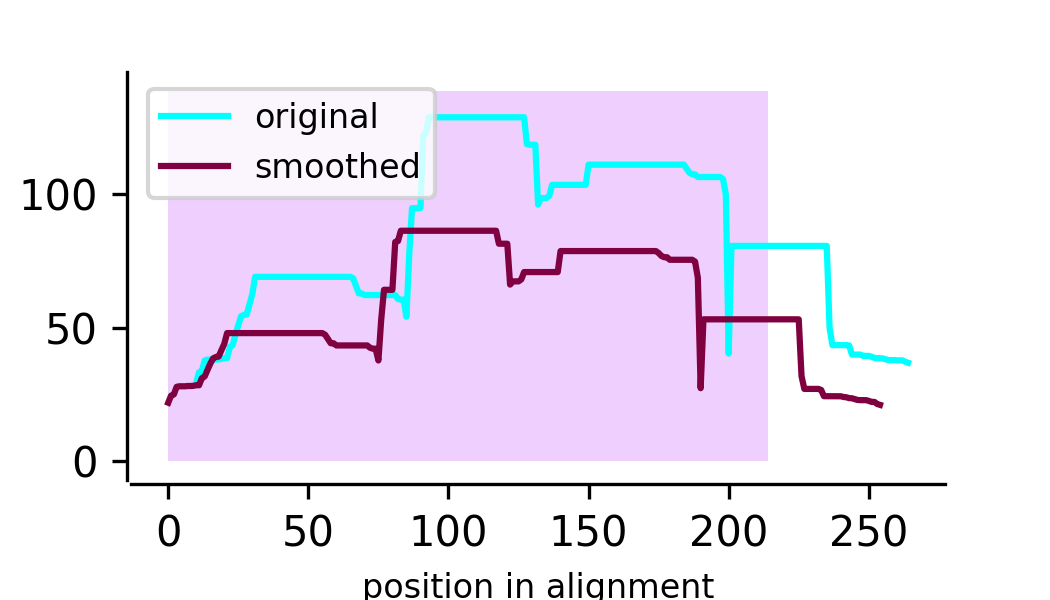 original
smoothed
100
50
0
0 50 100 150 200 250
position in alignment